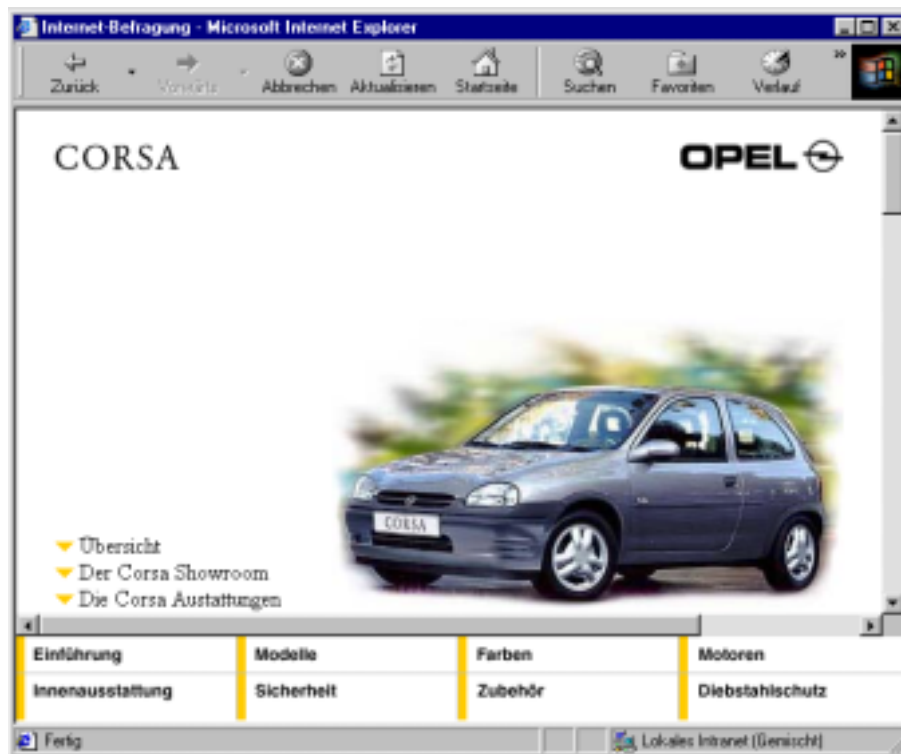 Internet-Befragung - Microsoft Internet Explorer
Zurück Vorwärts Abbrechen Aktualisieren Startseite Suchen Favoriten Verlauf »
CORSA OPEL
CORSA
Übersicht
Der Corsa Showroom
Die Corsa Austattungen
Einführung Modelle Farben Motoren
Innenausstattung Sicherheit Zubehör Diebstahlschutz
Fertig Lokales Intranet (Gemischt)